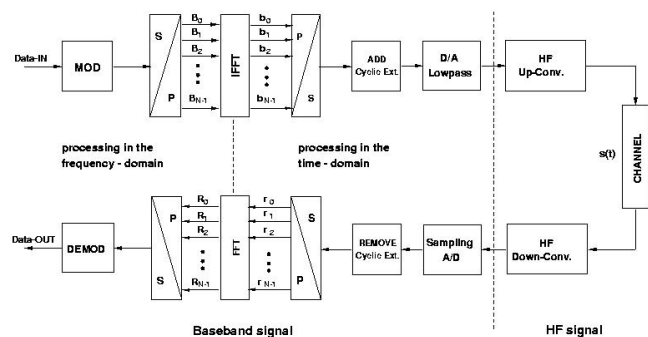 Data-IN
MOD
S
P
B0
B1
B2
BN-1
IFFT
b0
b1
b2
bN-1
P
S
ADD
Cyclic Ext.
D/A
Lowpass
HF
Up-Conv.
processing in the
frequency - domain
processing in the
time - domain
s(t)
CHANNEL
Data-OUT
DEMOD
P
S
R0
R1
R2
RN-1
FFT
r0
r1
r2
rN-1
S
P
REMOVE
Cyclic Ext.
Sampling
A/D
HF
Down-Conv.
Baseband signal
HF signal